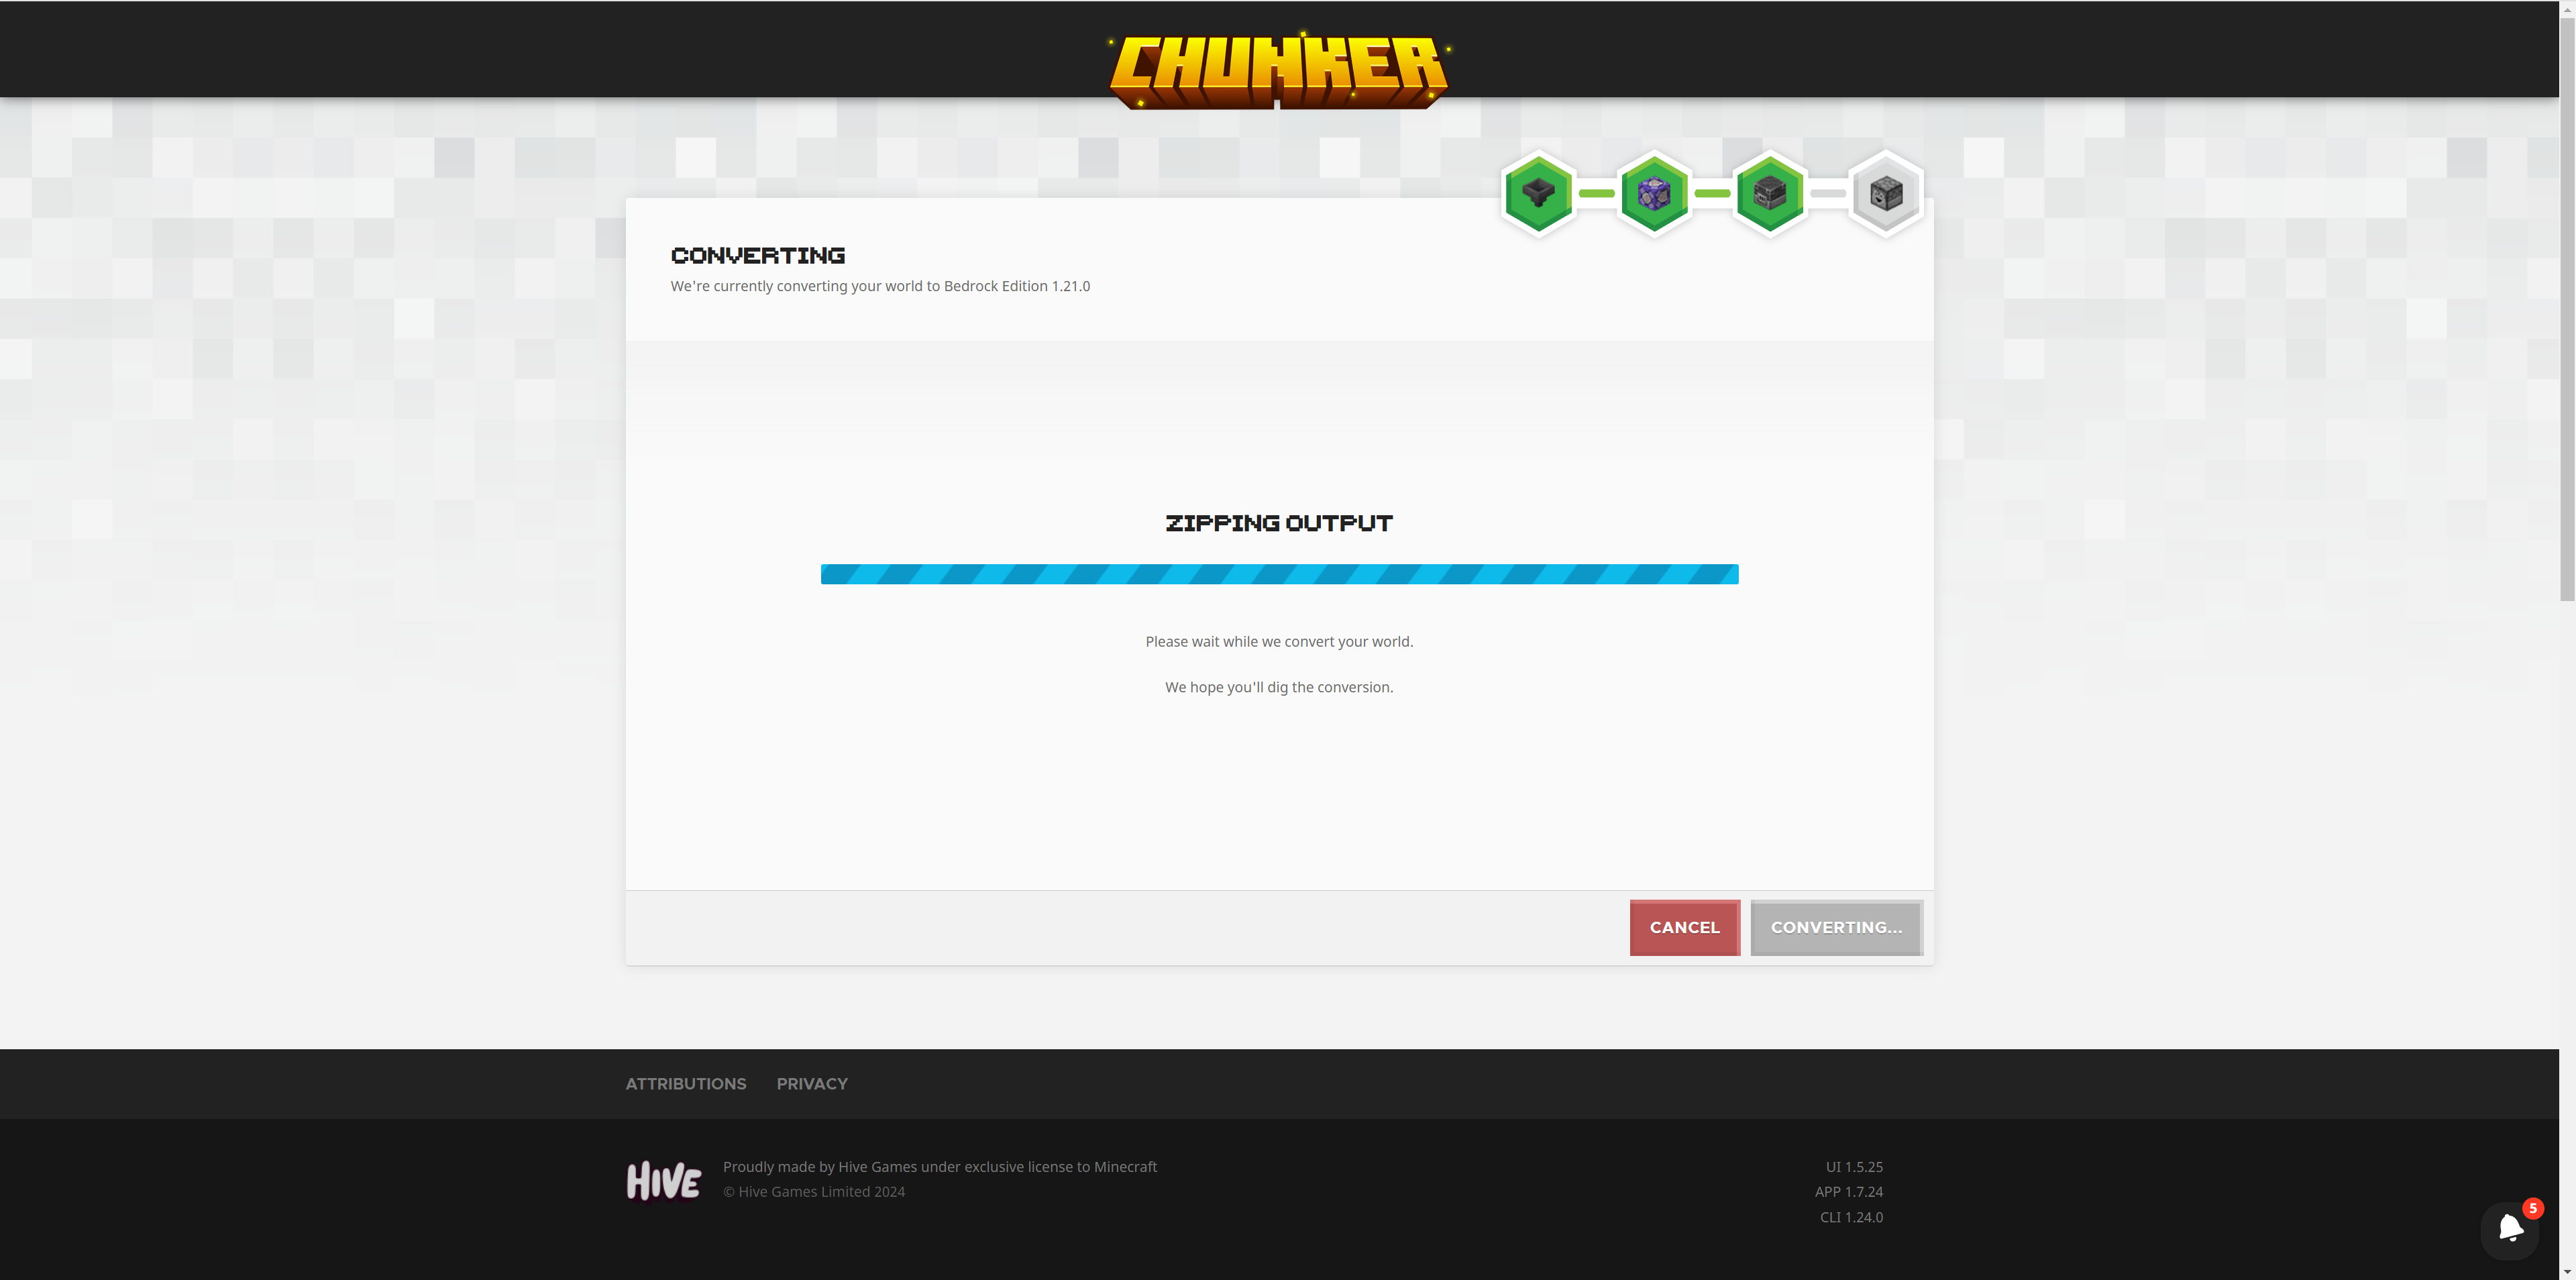 CHUNKER
CONVERTING
We're currently converting your world to Bedrock Edition 1.21.0
ZIPPING OUTPUT
Please wait while we convert your world.
We hope you'll dig the conversion.
CANCEL
CONVERTING...
ATTRIBUTIONS
PRIVACY
HIVE
Proudly made by Hive Games under exclusive license to Minecraft
© Hive Games Limited 2024
UI 1.5.25
APP 1.7.24
CLI 1.24.0
5